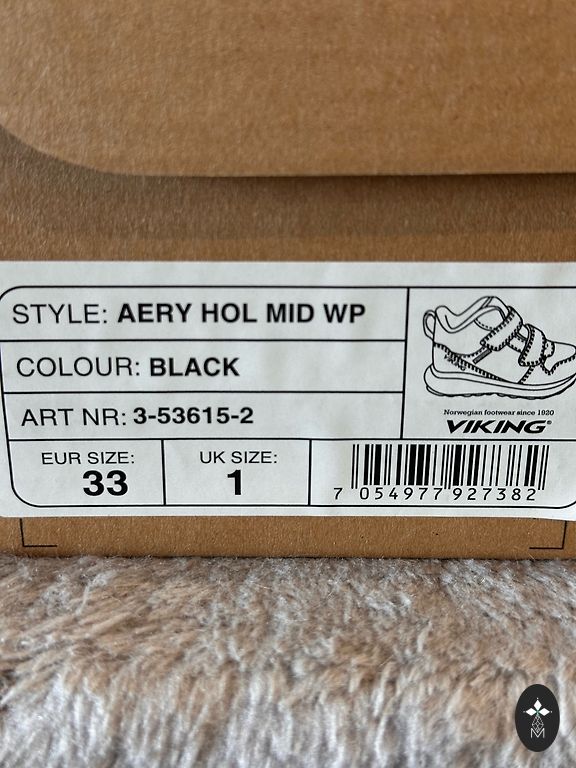 STYLE: AERY HOL MID WP
COLOUR: BLACK
ART NR: 3-53615-2
Norwegian footwear since 1920
VIKING®
EUR SIZE:
33
UK SIZE:
1
7 054977 927382
M